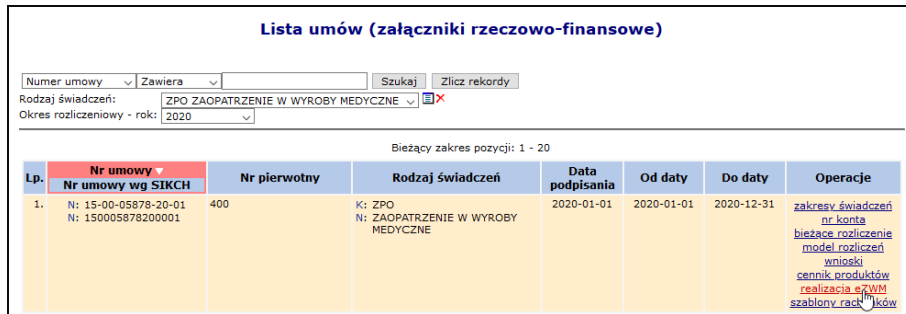 Lista umów (załączniki rzeczowo-finansowe)
Numer umowy Zawiera Szukaj Zlicz rekordy
Rodzaj świadczeń: ZPO ZAOPATRZENIE W WYROBY MEDYCZNE
Okres rozliczeniowy - rok: 2020
Bieżący zakres pozycji: 1 - 20
Lp. Nr umowy Nr pierwotny Rodzaj świadczeń Data podpisania Od daty Do daty Operacje
Nr umowy wg SIKCH
1. N: 15-00-05878-20-01 400 K: ZPO 2020-01-01 2020-01-01 2020-12-31 zakresy świadczeń
N: 150005878200001 N: ZAOPATRZENIE W WYROBY nr konta
MEDYCZNE bieżące rozliczenie
model rozliczeń
wnioski
cennik produktów
realizacja eZWM
szablony rachunków